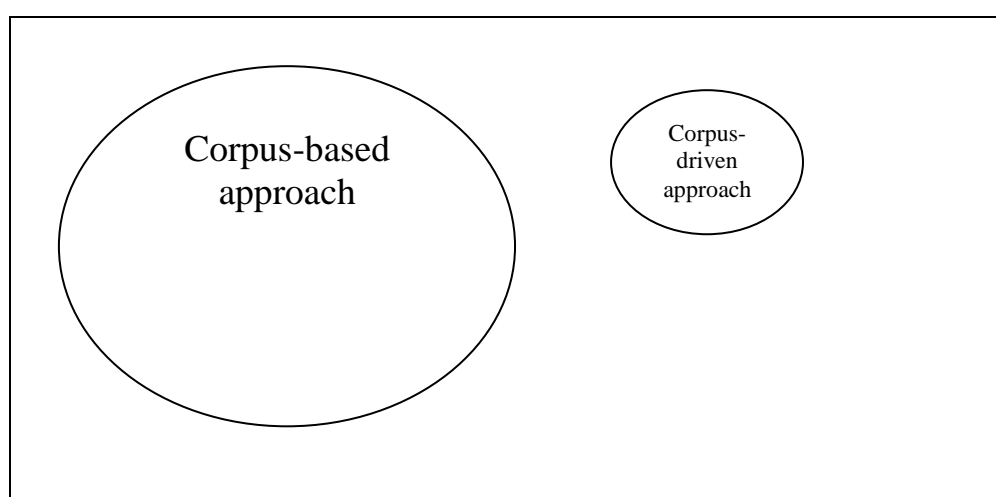 Corpus-based
approach
Corpus-
driven
approach